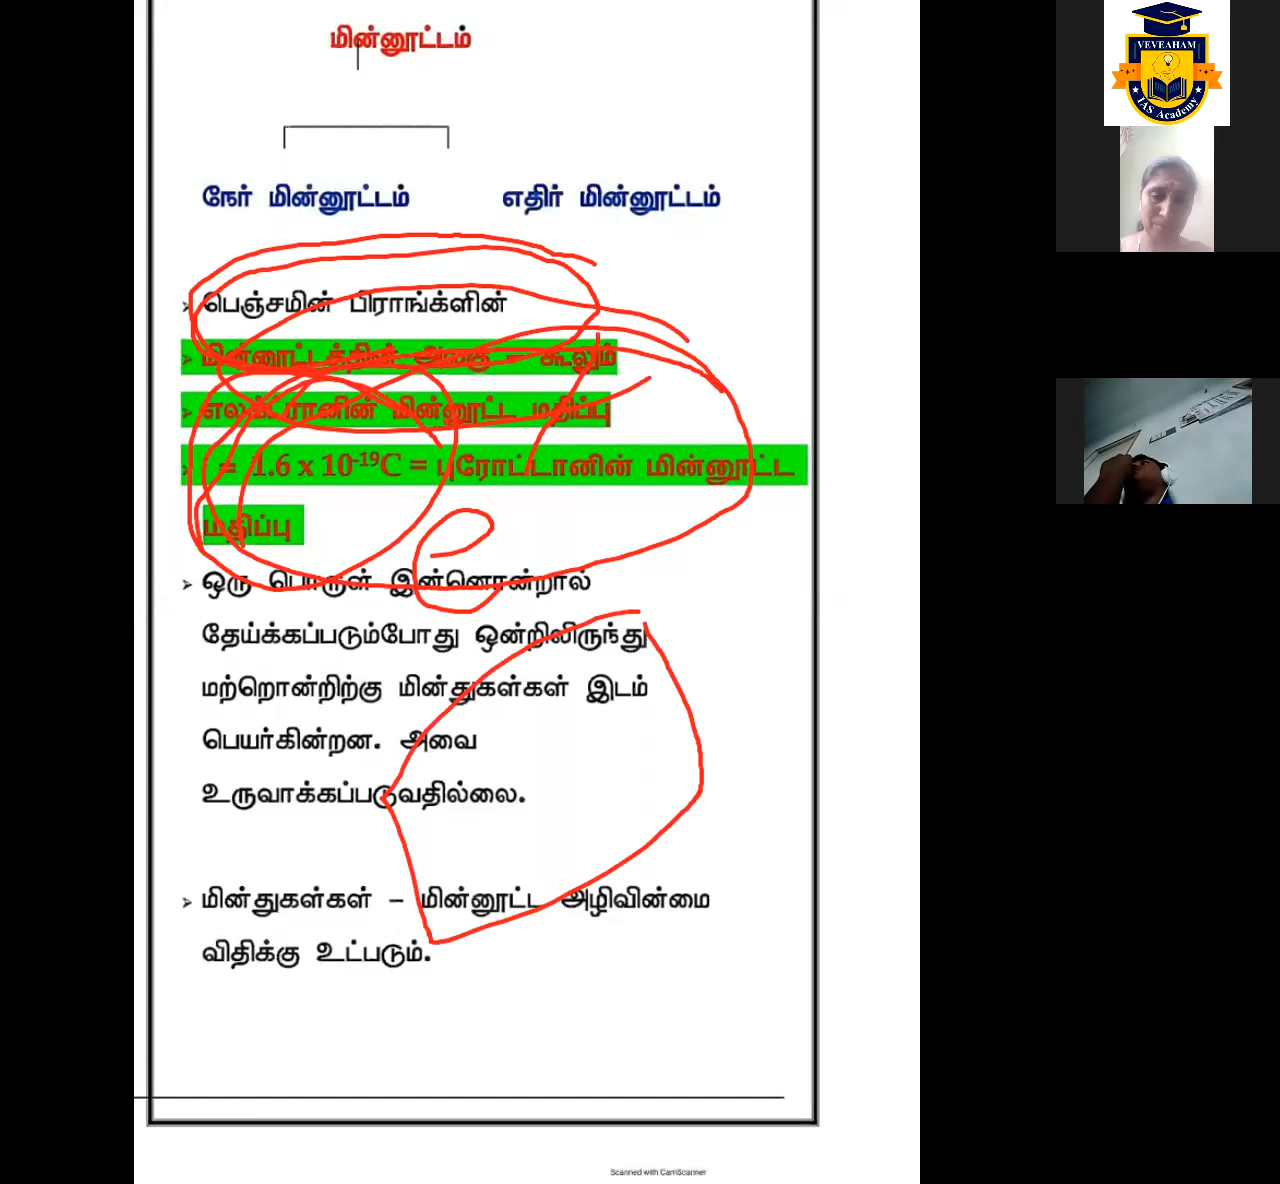 மின்னூட்டம்
நேர் மின்னூட்டம் எதிர் மின்னூட்டம்
➢ பெஞ்சமின் பிராங்க்ளின்
➢ மின்னூட்டத்தின் அலகு = கூலூம்
➢ எலக்ட்ரானின் மின்னூட்ட மதிப்பு
➢ = 1.6 x 10⁻¹⁹C = புரோட்டானின் மின்னூட்ட
மதிப்பு
➢ ஒரு பொருள் இன்னொன்றால்
தேய்க்கப்படும்போது ஒன்றிலிருந்து
மற்றொன்றிற்கு மின்துகள்கள் இடம்
பெயர்கின்றன. அவை
உருவாக்கப்படுவதில்லை.
➢ மின்துகள்கள் – மின்னூட்ட அழிவின்மை
விதிக்கு உட்படும்.
Scanned with CamScanner
VEVEAHAM
IAS Academy